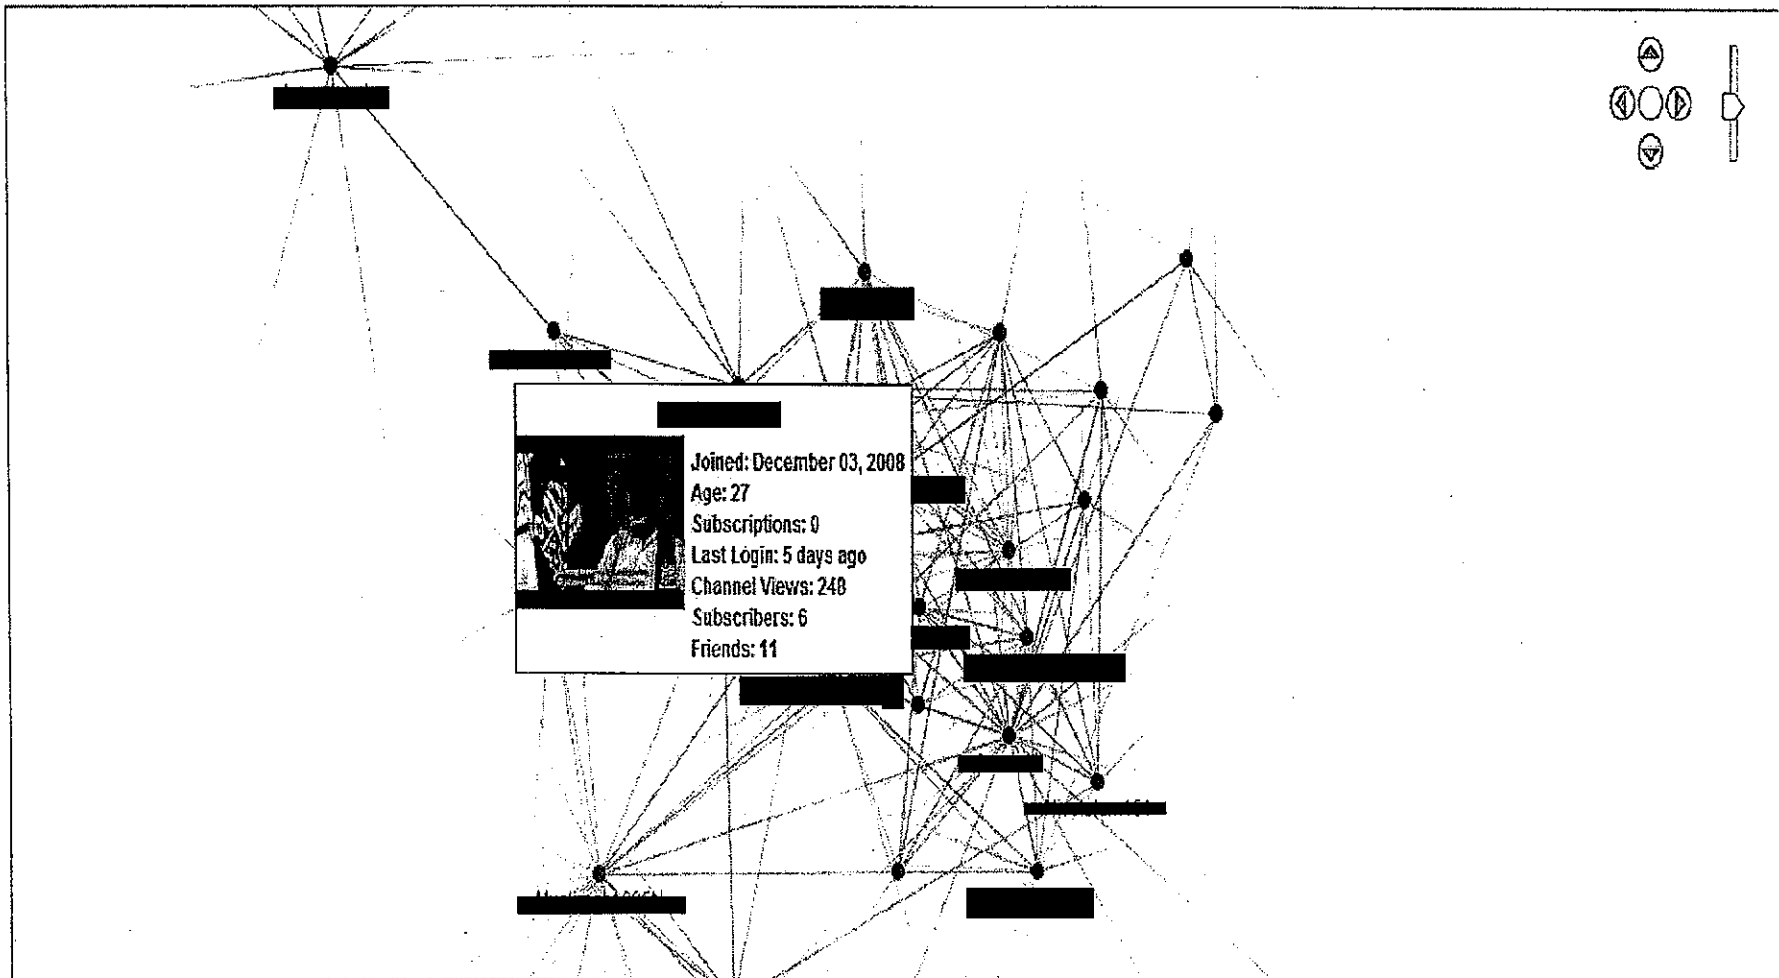 Joined: December 03, 2008
Age: 27
Subscriptions: 0
Last Login: 5 days ago
Channel Views: 248
Subscribers: 6
Friends: 11